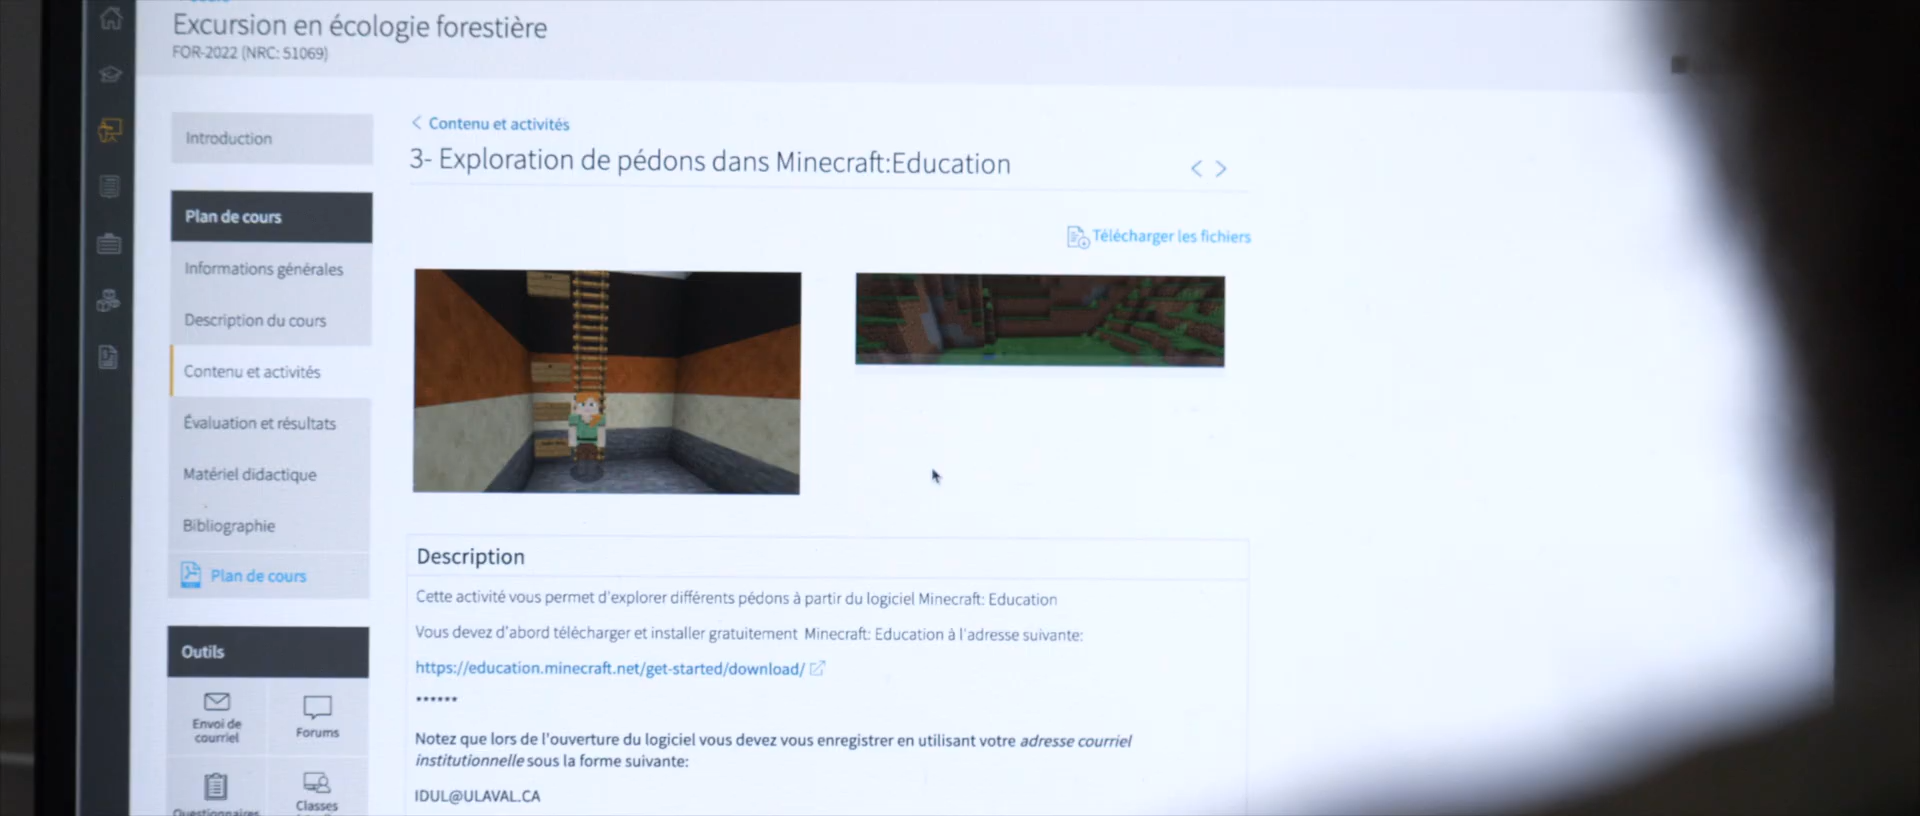 Excursion en écologie forestière
FOR-2022 (NRC: 51069)
Introduction
Plan de cours
Informations générales
Description du cours
Contenu et activités
Évaluation et résultats
Matériel didactique
Bibliographie
Plan de cours
Outils
Envoi de
courriel
Forums
Questionnaires
Classes
Contenu et activités
3- Exploration de pédons dans Minecraft:Education
Télécharger les fichiers
Description
Cette activité vous permet d'explorer différents pédons à partir du logiciel Minecraft: Education
Vous devez d'abord télécharger et installer gratuitement Minecraft: Education à l'adresse suivante:
https://education.minecraft.net/get-started/download/
******
Notez que lors de l'ouverture du logiciel vous devez vous enregistrer en utilisant votre adresse courriel
institutionnelle sous la forme suivante:
IDUL@ULAVAL.CA